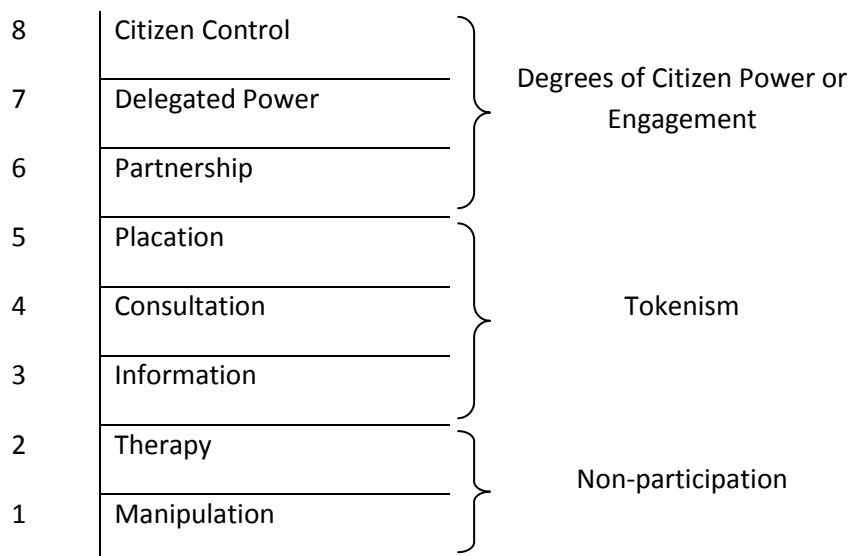 8 Citizen Control
7 Delegated Power
6 Partnership
Degrees of Citizen Power or
Engagement
5 Placation
4 Consultation
3 Information
Tokenism
2 Therapy
1 Manipulation
Non-participation